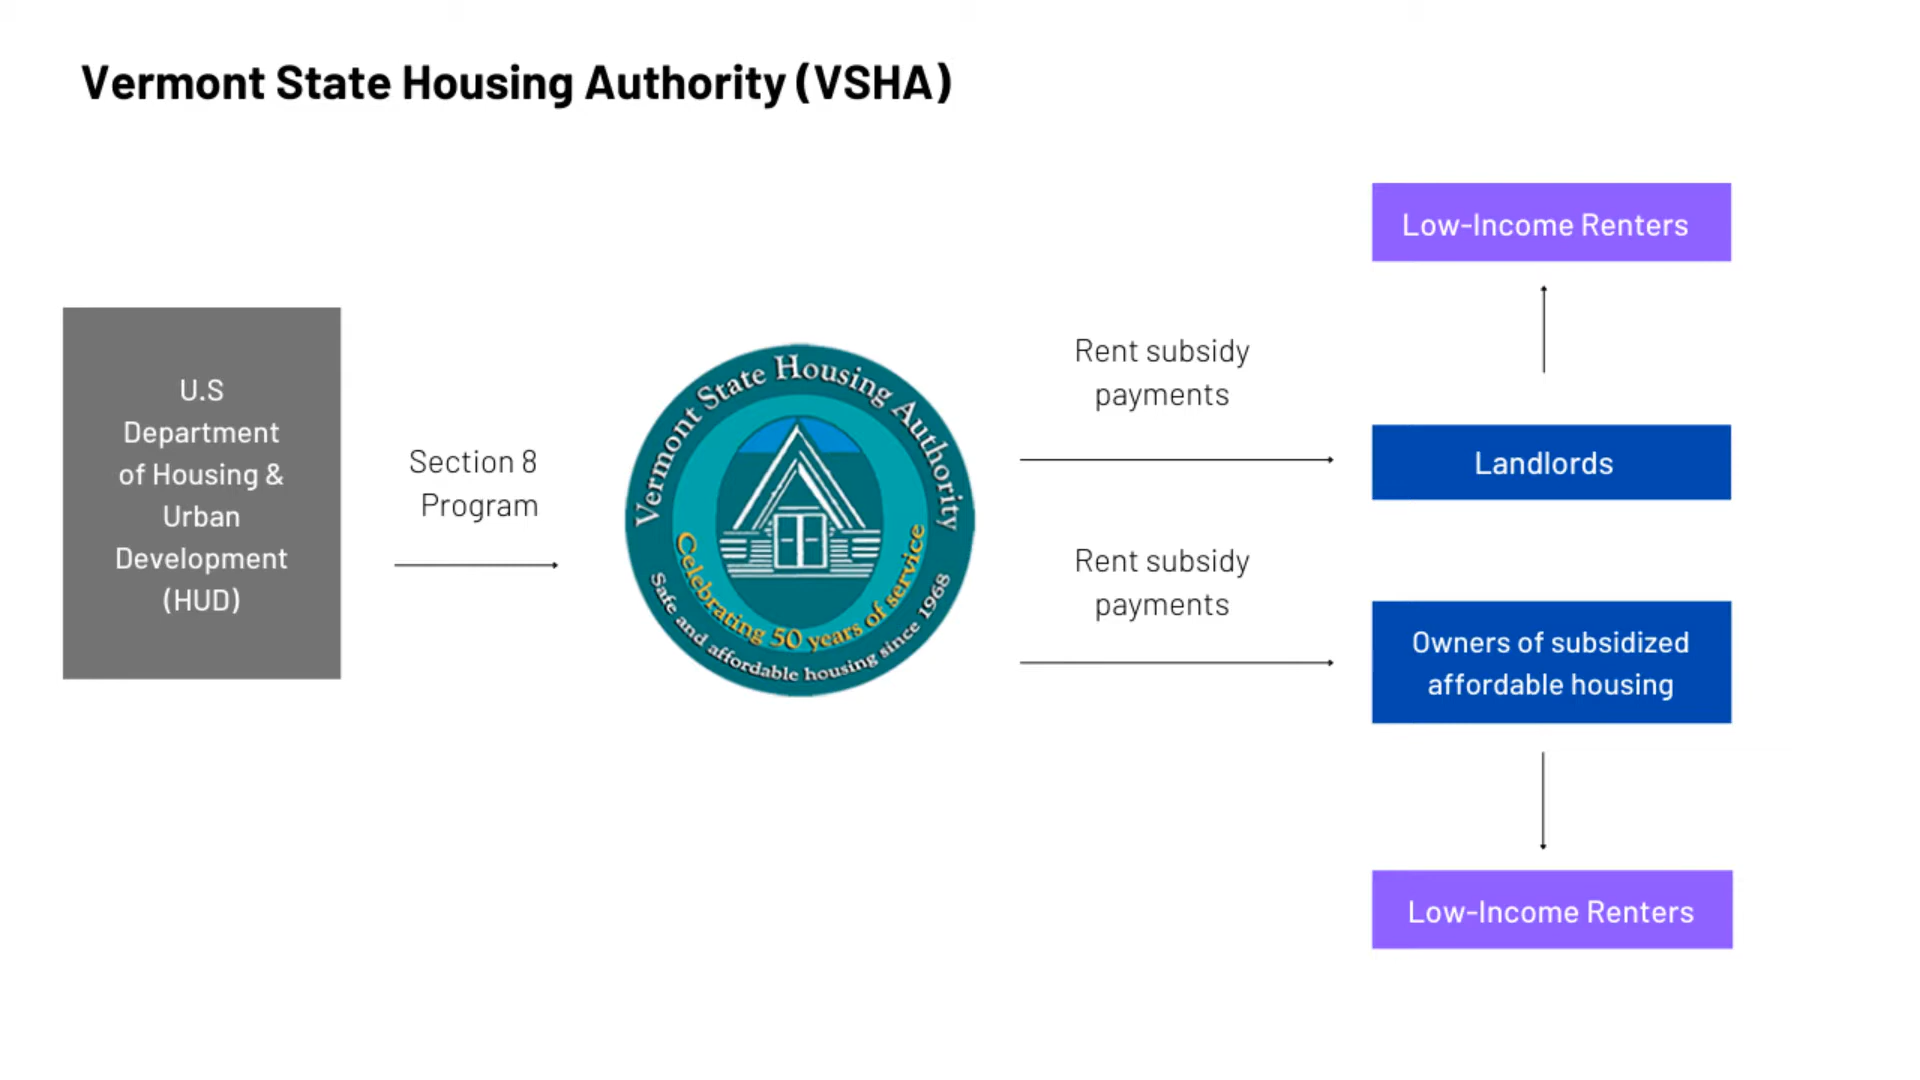 Vermont State Housing Authority (VSHA)
U.S
Department
of Housing &
Urban
Development
(HUD)
Section 8
Program
Vermont State Housing Authority
Celebrating 50 years of service
Safe and affordable housing since 1968
Rent subsidy
payments
Rent subsidy
payments
Low-Income Renters
Landlords
Owners of subsidized
affordable housing
Low-Income Renters